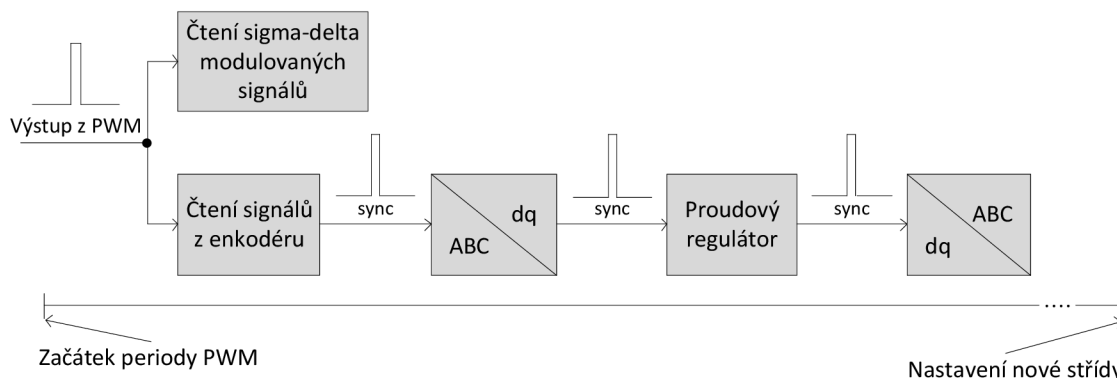 Čtení sigma-delta
modulovaných
signálů
Výstup z PWM
Čtení signálů
z enkodéru
sync
dq
ABC
sync
Proudový
regulátor
sync
ABC
dq
....
Začátek periody PWM
Nastavení nové střídy